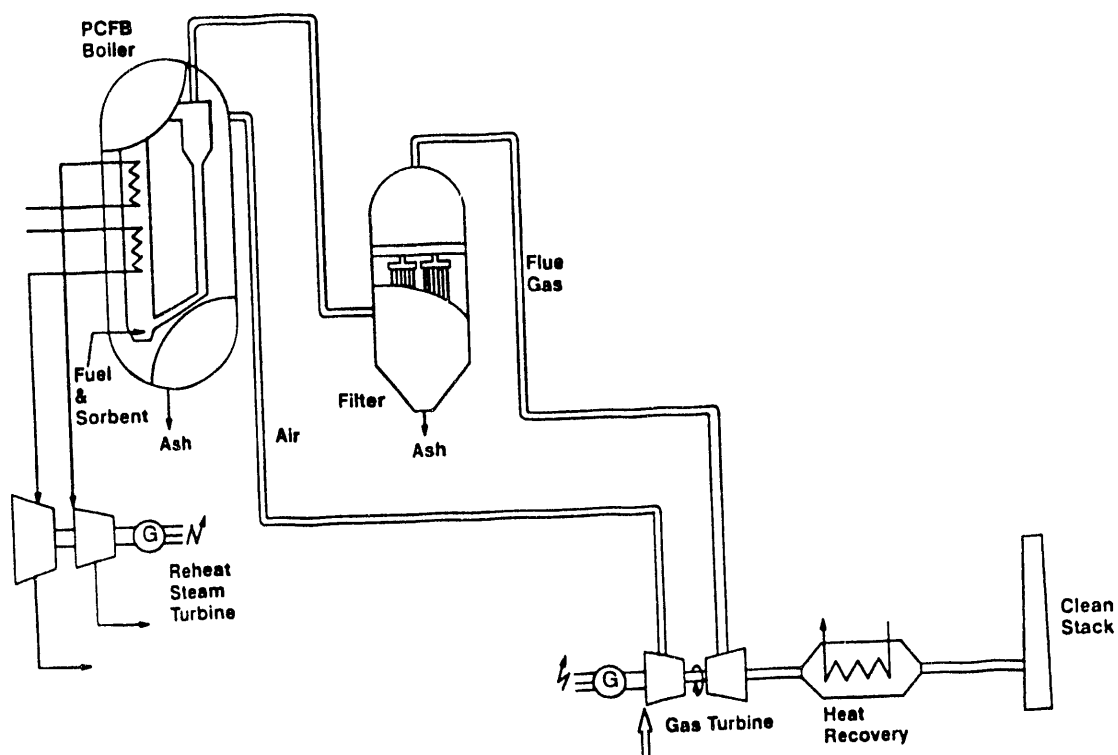 PCFB
Boiler
Flue
Gas
Fuel
&
Sorbent
Ash
Filter
Ash
Air
G
Reheat
Steam
Turbine
Clean
Stack
G
Gas Turbine
Heat
Recovery